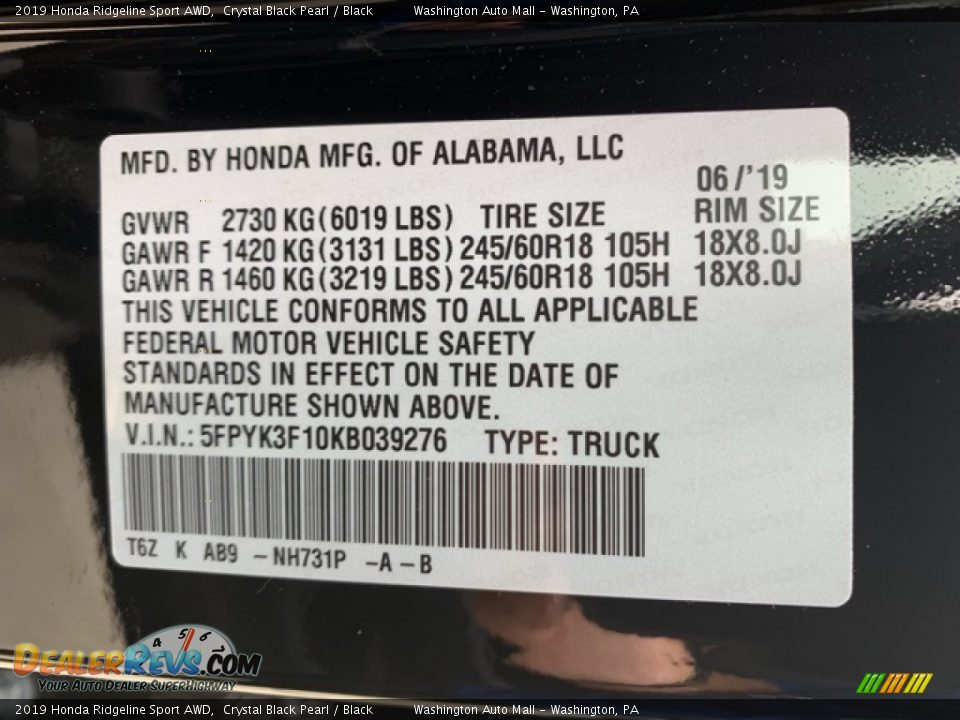 2019 Honda Ridgeline Sport AWD, Crystal Black Pearl / Black Washington Auto Mall - Washington, PA
MFD. BY HONDA MFG. OF ALABAMA, LLC
06/'19
GVWR 2730 KG(6019 LBS) TIRE SIZE RIM SIZE
GAWR F 1420 KG(3131 LBS) 245/60R18 105H 18X8.0J
GAWR R 1460 KG(3219 LBS) 245/60R18 105H 18X8.0J
THIS VEHICLE CONFORMS TO ALL APPLICABLE
FEDERAL MOTOR VEHICLE SAFETY
STANDARDS IN EFFECT ON THE DATE OF
MANUFACTURE SHOWN ABOVE.
V.I.N.: 5FPYK3F10KB039276 TYPE: TRUCK
T6Z K AB9 -NH731P -A-B
4 5 6
DEALERREVS.COM
YOUR AUTO DEALER SUPERHIGHWAY
2019 Honda Ridgeline Sport AWD, Crystal Black Pearl / Black Washington Auto Mall - Washington, PA